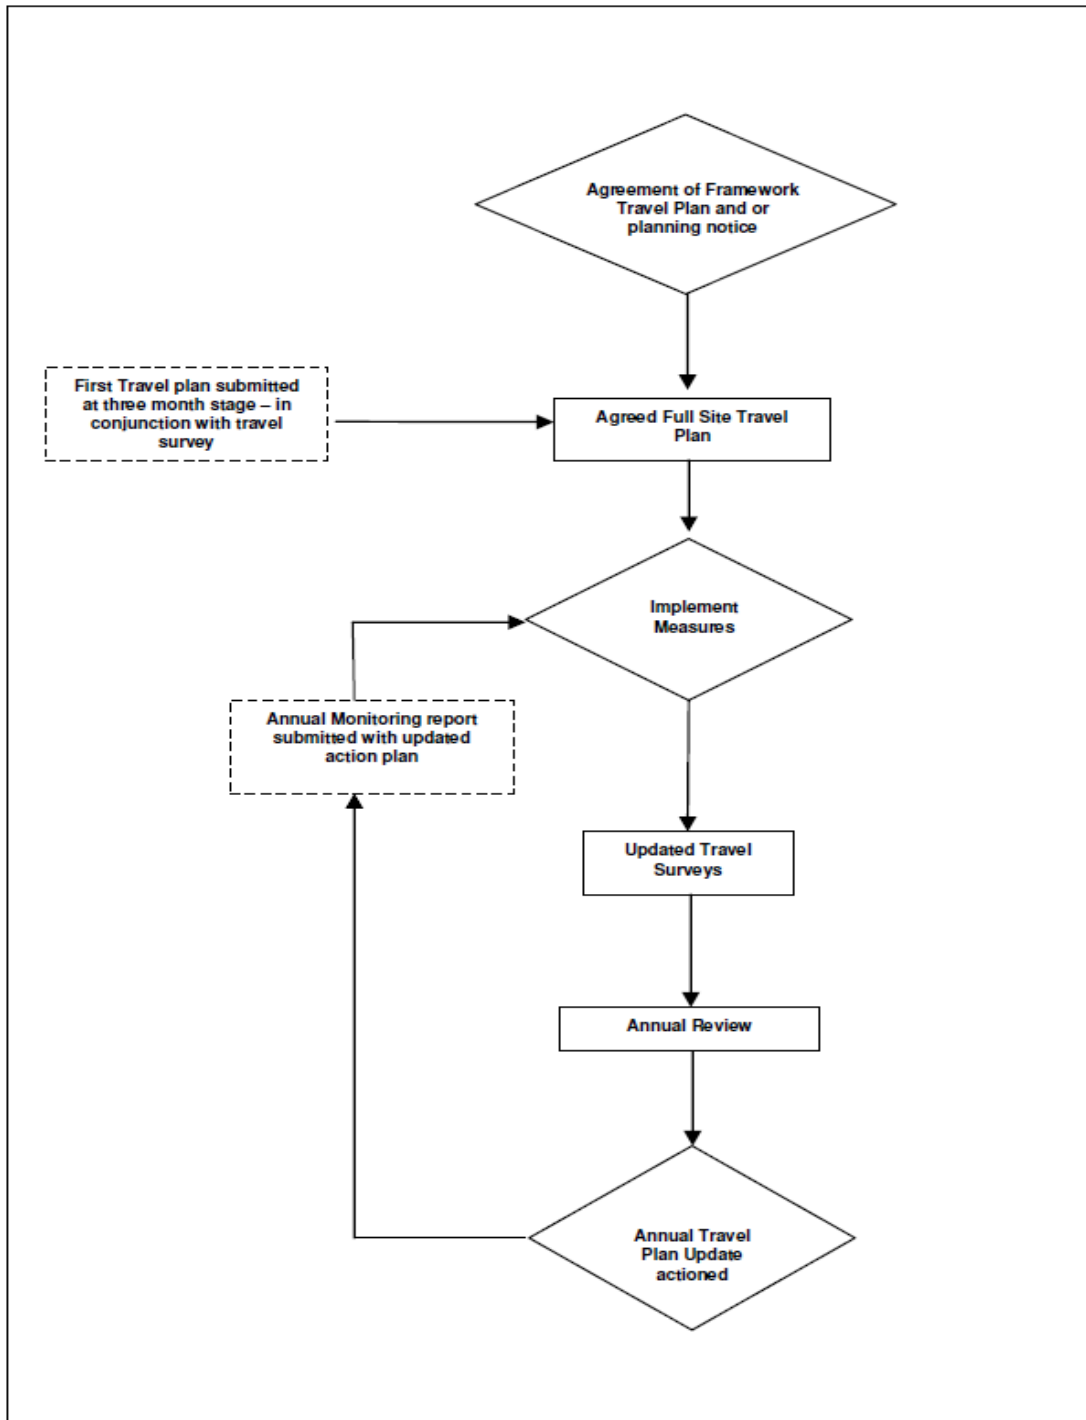 Agreement of Framework
Travel Plan and or
planning notice
First Travel plan submitted
at three month stage – in
conjunction with travel
survey
Agreed Full Site Travel
Plan
Implement
Measures
Annual Monitoring report
submitted with updated
action plan
Updated Travel
Surveys
Annual Review
Annual Travel
Plan Update
actioned